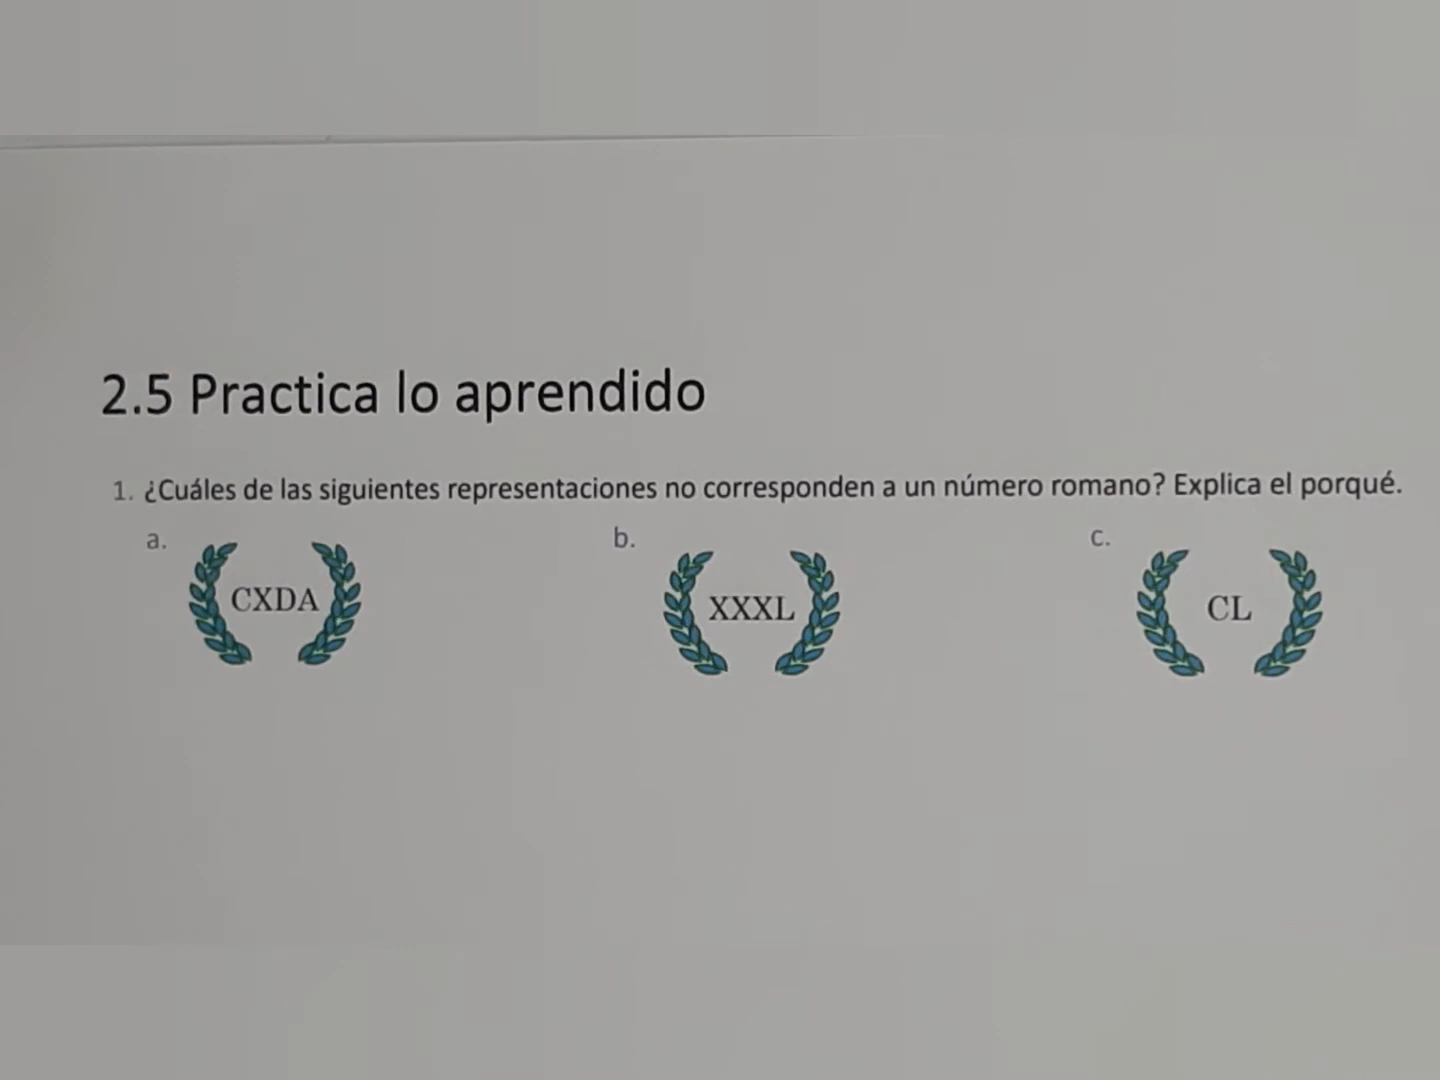 2.5 Practica lo aprendido
1. ¿Cuáles de las siguientes representaciones no corresponden a un número romano? Explica el porqué.
a. CXDA b. XXXL c. CL